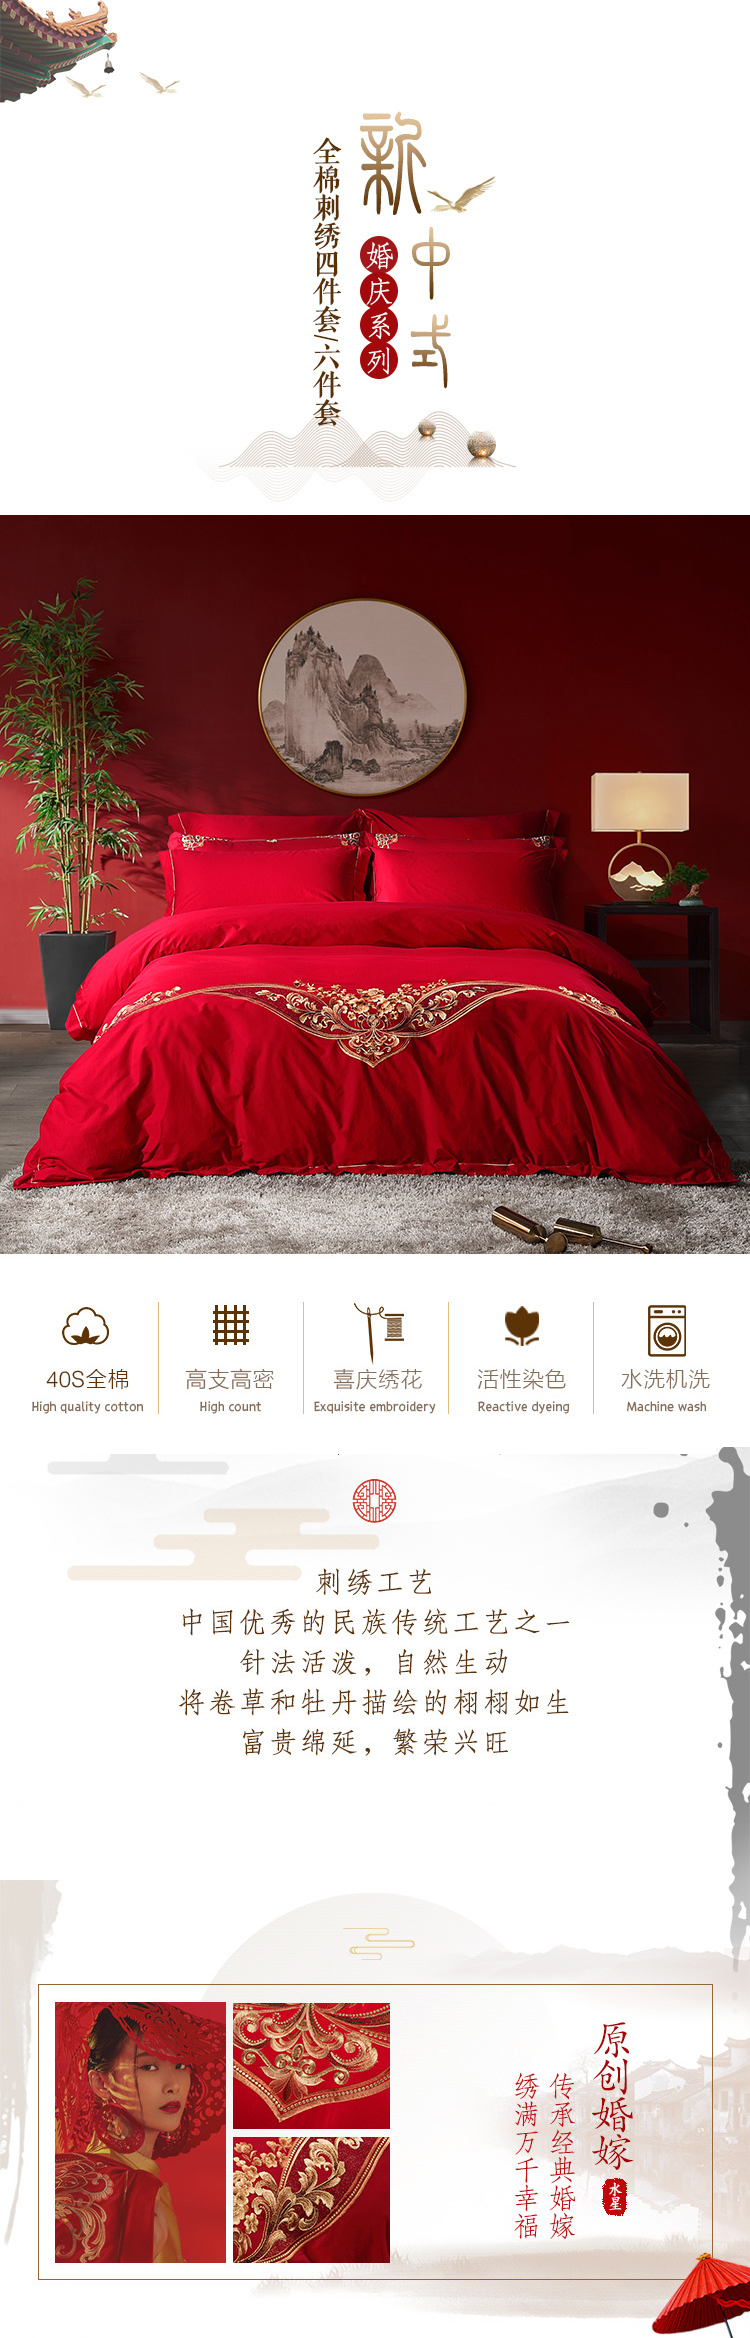 新中式
婚庆系列
全棉刺绣四件套/六件套
40S全棉
High quality cotton
高支高密
High count
喜庆绣花
Exquisite embroidery
活性染色
Reactive dyeing
水洗机洗
Machine wash
刺绣工艺
中国优秀的民族传统工艺之一
针法活泼，自然生动
将卷草和牡丹描绘的栩栩如生
富贵绵延，繁荣兴旺
原创婚嫁
水星
传承经典婚嫁
绣满万千幸福